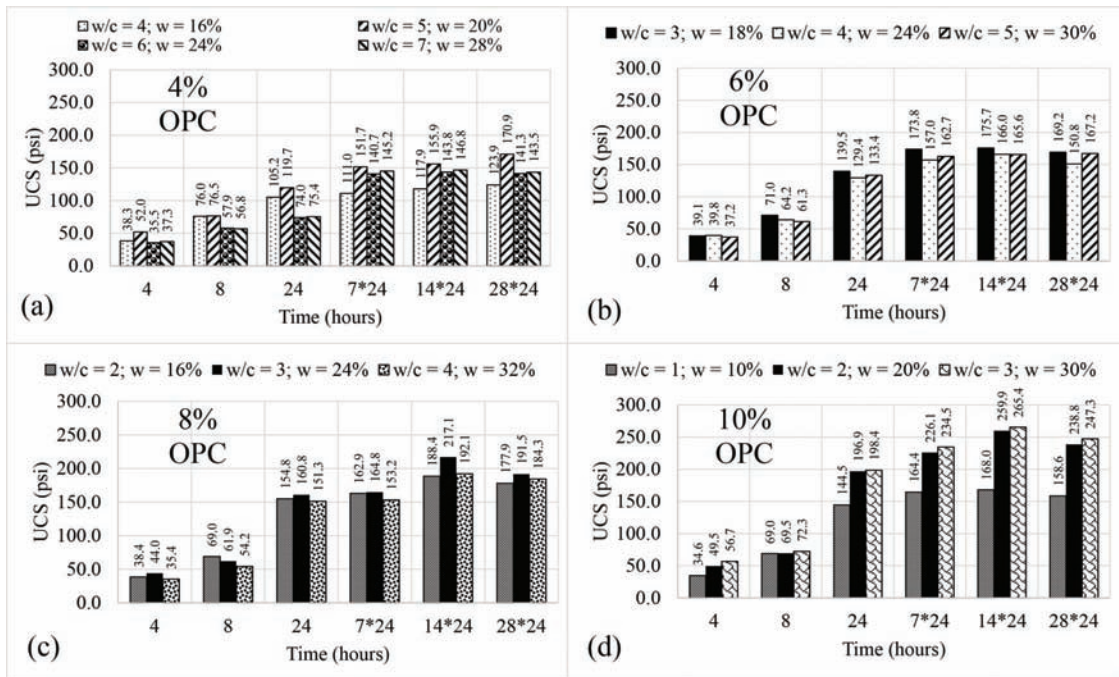 w/c = 4; w = 16% w/c = 5; w = 20%
w/c = 6; w = 24% w/c = 7; w = 28%
300.0
250.0
200.0
150.0
100.0
50.0
0.0
UCS (psi)
4%
OPC
38.3 52.0 35.5 37.3
76.0 76.5 57.9 56.8
105.2 119.7 74.0 75.4
111.0 151.7 140.7 145.2
117.9 155.9 143.8 146.8
123.9 170.9 141.3 143.5
4 8 24 7*24 14*24 28*24
(a)
Time (hours)
w/c = 3; w = 18% w/c = 4; w = 24% w/c = 5; w = 30%
300.0
250.0
200.0
150.0
100.0
50.0
0.0
UCS (psi)
6%
OPC
39.1 39.8 37.2
71.0 64.2 61.3
139.5 129.4 133.4
173.8 157.0 162.7
175.7 166.0 165.6
169.2 150.8 167.2
4 8 24 7*24 14*24 28*24
(b)
Time (hours)
w/c = 2; w = 16% w/c = 3; w = 24% w/c = 4; w = 32%
300.0
250.0
200.0
150.0
100.0
50.0
0.0
UCS (psi)
8%
OPC
38.4 44.0 35.4
69.0 61.9 54.2
154.8 160.8 151.3
162.9 164.8 153.2
188.4 217.1 192.1
177.9 191.5 184.3
4 8 24 7*24 14*24 28*24
(c)
Time (hours)
w/c = 1; w = 10% w/c = 2; w = 20% w/c = 3; w = 30%
300.0
250.0
200.0
150.0
100.0
50.0
0.0
UCS (psi)
10%
OPC
34.6 49.5 56.7
69.0 69.5 72.3
144.5 196.9 198.4
164.4 226.1 234.5
168.0 259.9 265.4
158.6 238.8 247.3
4 8 24 7*24 14*24 28*24
(d)
Time (hours)